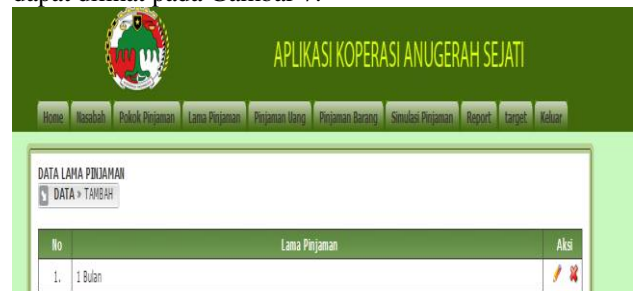 dapat dilihat pada Gambar 7.
APLIKASI KOPERASI ANUGERAH SEJATI
Home Nasabah Pokok Pinjaman Lama Pinjaman Pinjaman Uang Pinjaman Barang Simulasi Pinjaman Report target Keluar
DATA LAMA PINJAMAN
DATA » TAMBAH
No Lama Pinjaman Aksi
1. 1 Bulan